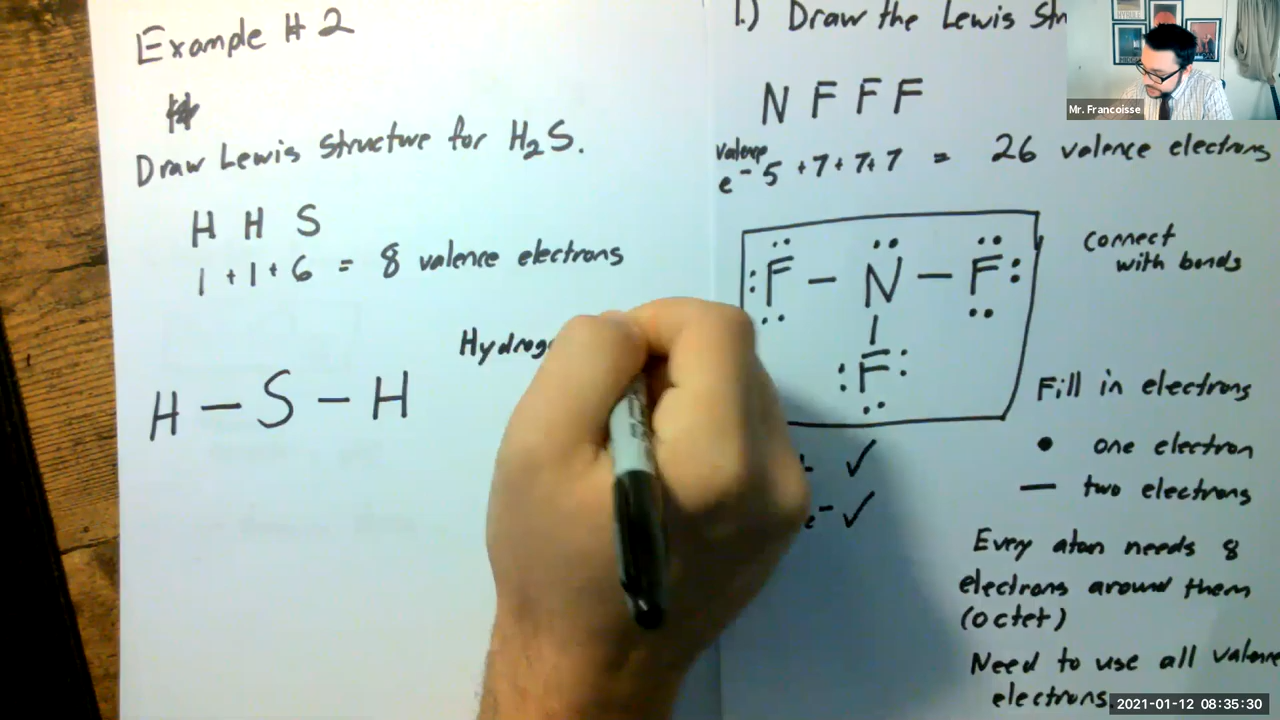 Example # 2
Draw Lewis Structure for H₂S.
H H S
1 + 1 + 6 = 8 valence electrons
H - S - H
1.) Draw the Lewis
N F F F
valence
e⁻ 5 + 7 + 7 + 7 = 26 valence electrons
F - N - F
F
connect
with bonds
Fill in electrons
• one electron
— two electrons
Every atom needs 8
electrons around them
(octet)
Need to use all valence
electrons.
Mr. Francoisse
2021-01-12 08:35:30